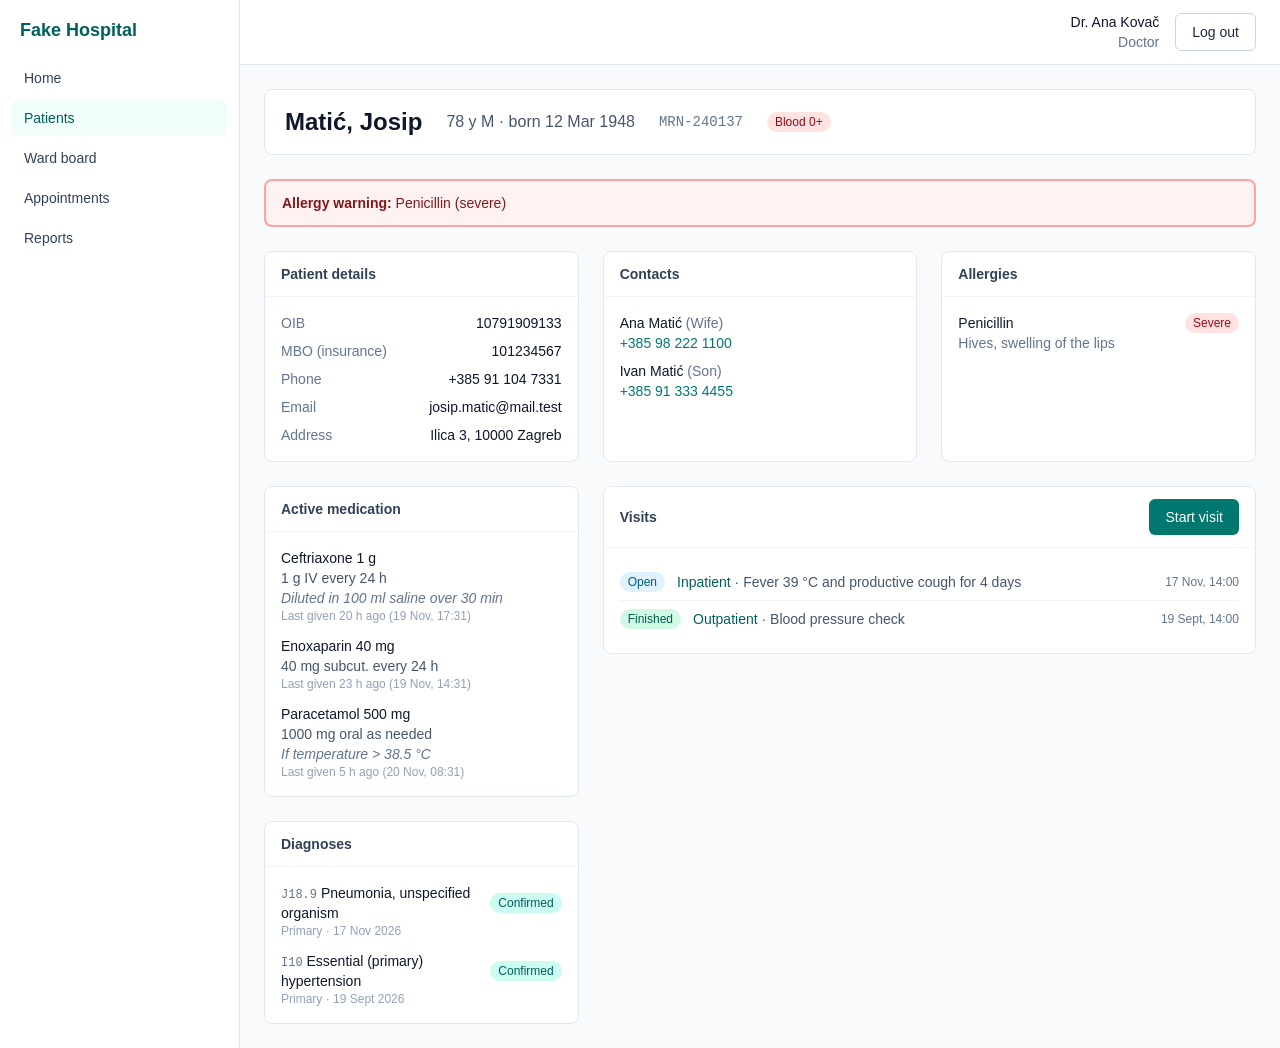 Fake Hospital
Home
Patients
Ward board
Appointments
Reports
Dr. Ana Kovač
Doctor
Log out
Matić, Josip
78 y M · born 12 Mar 1948
MRN-240137
Blood 0+
Allergy warning: Penicillin (severe)
Patient details
OIB 10791909133
MBO (insurance) 101234567
Phone +385 91 104 7331
Email josip.matic@mail.test
Address Ilica 3, 10000 Zagreb
Contacts
Ana Matić (Wife)
+385 98 222 1100
Ivan Matić (Son)
+385 91 333 4455
Allergies
Penicillin Severe
Hives, swelling of the lips
Active medication
Ceftriaxone 1 g
1 g IV every 24 h
Diluted in 100 ml saline over 30 min
Last given 20 h ago (19 Nov, 17:31)
Enoxaparin 40 mg
40 mg subcut. every 24 h
Last given 23 h ago (19 Nov, 14:31)
Paracetamol 500 mg
1000 mg oral as needed
If temperature > 38.5 °C
Last given 5 h ago (20 Nov, 08:31)
Visits
Start visit
Open Inpatient · Fever 39 °C and productive cough for 4 days 17 Nov, 14:00
Finished Outpatient · Blood pressure check 19 Sept, 14:00
Diagnoses
J18.9 Pneumonia, unspecified
organism
Confirmed
Primary · 17 Nov 2026
I10 Essential (primary)
hypertension
Confirmed
Primary · 19 Sept 2026